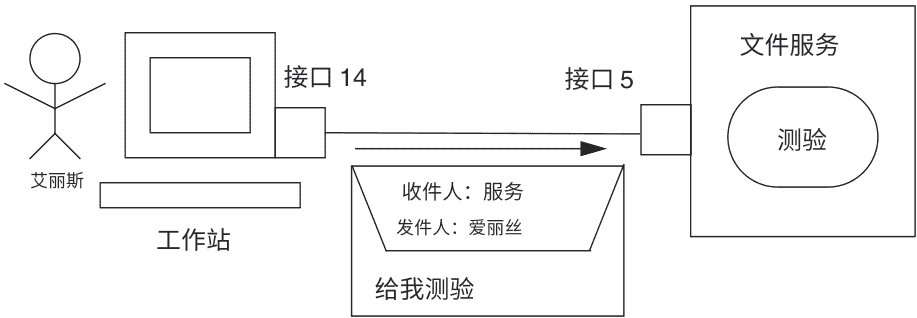 接口 14
接口 5
文件服务
测验
艾丽斯
收件人：服务
发件人：爱丽丝
工作站
给我测验